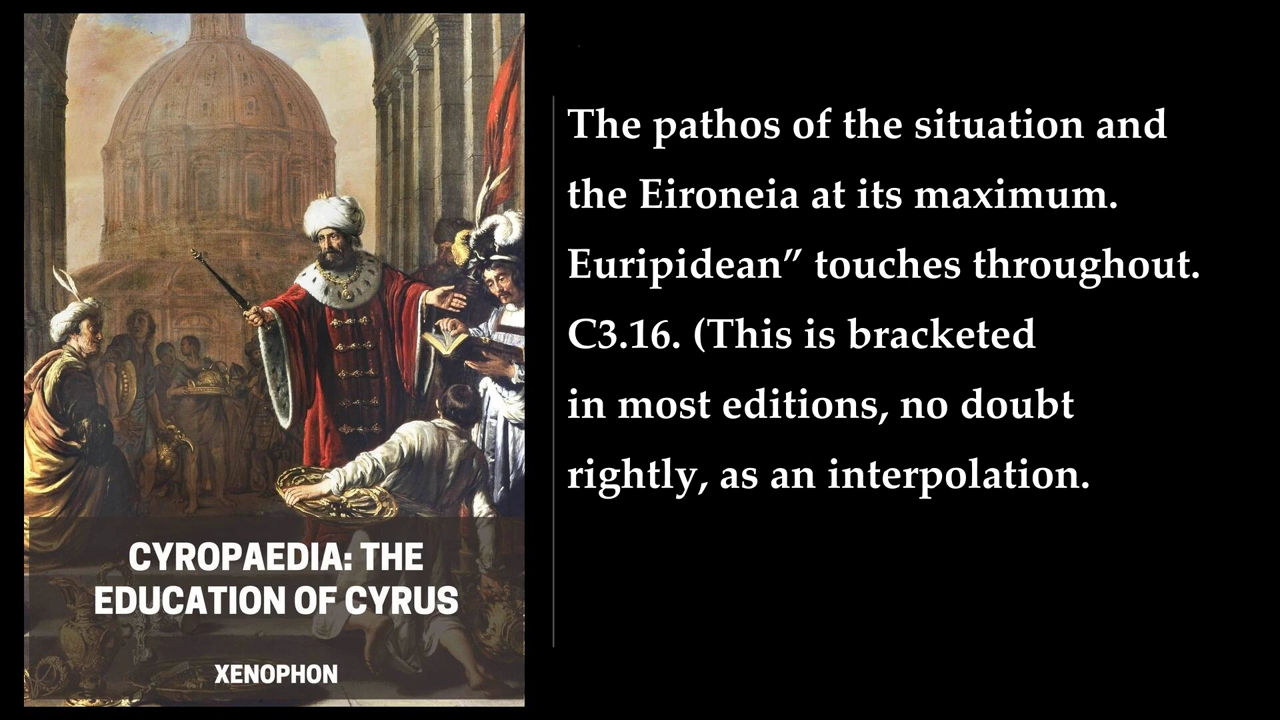 CYROPAEDIA: THE
EDUCATION OF CYRUS
XENOPHON
The pathos of the situation and
the Eironeia at its maximum.
Euripidean” touches throughout.
C3.16. (This is bracketed
in most editions, no doubt
rightly, as an interpolation.